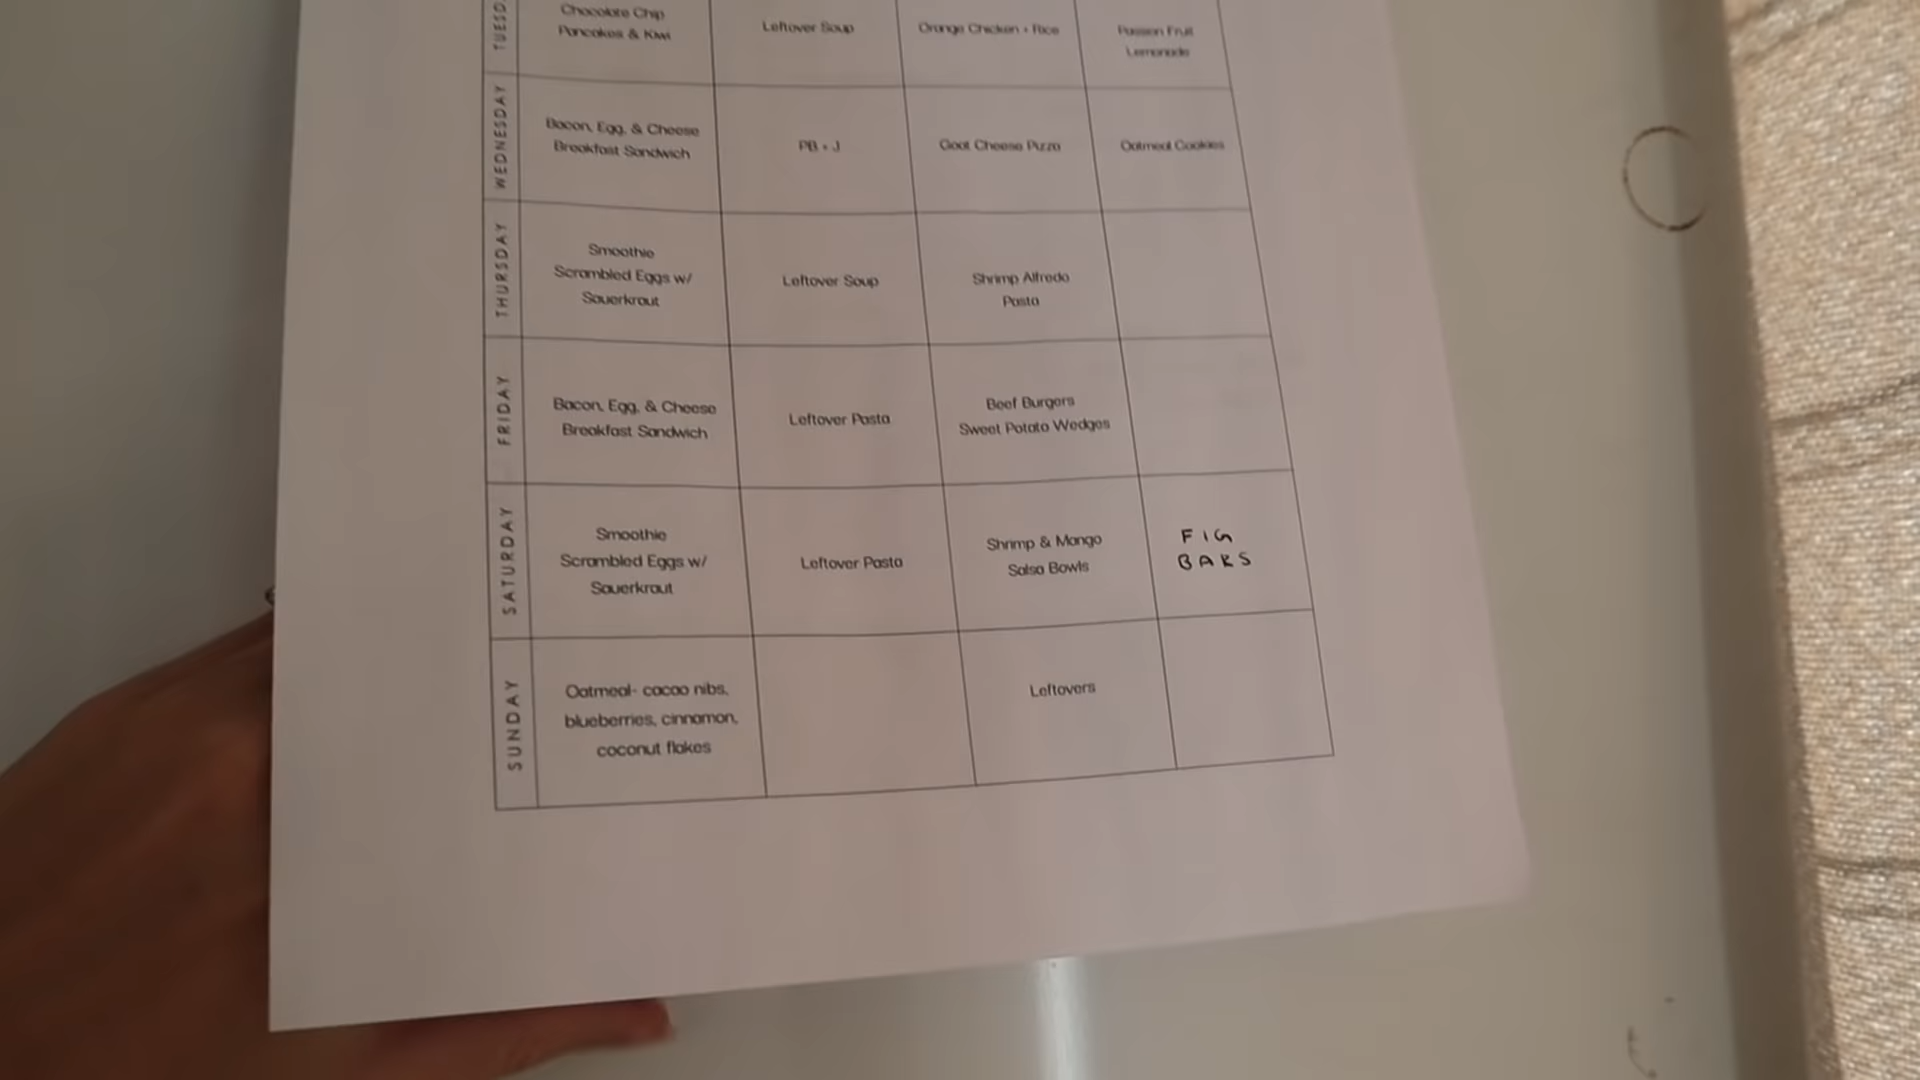 TUESD
Chocolate Chip
Pancakes & Kiwi
Leftover Soup
Orange Chicken + Rice
Passion Fruit
Lemonade
WEDNESDAY
Bacon, Egg, & Cheese
Breakfast Sandwich
PB + J
Goat Cheese Pizza
Oatmeal Cookies
THURSDAY
Smoothie
Scrambled Eggs w/
Sauerkraut
Leftover Soup
Shrimp Alfredo
Pasta
FRIDAY
Bacon, Egg, & Cheese
Breakfast Sandwich
Leftover Pasta
Beef Burgers
Sweet Potato Wedges
SATURDAY
Smoothie
Scrambled Eggs w/
Sauerkraut
Leftover Pasta
Shrimp & Mango
Salsa Bowls
FIG
BARS
SUNDAY
Oatmeal- cacao nibs,
blueberries, cinnamon,
coconut flakes
Leftovers